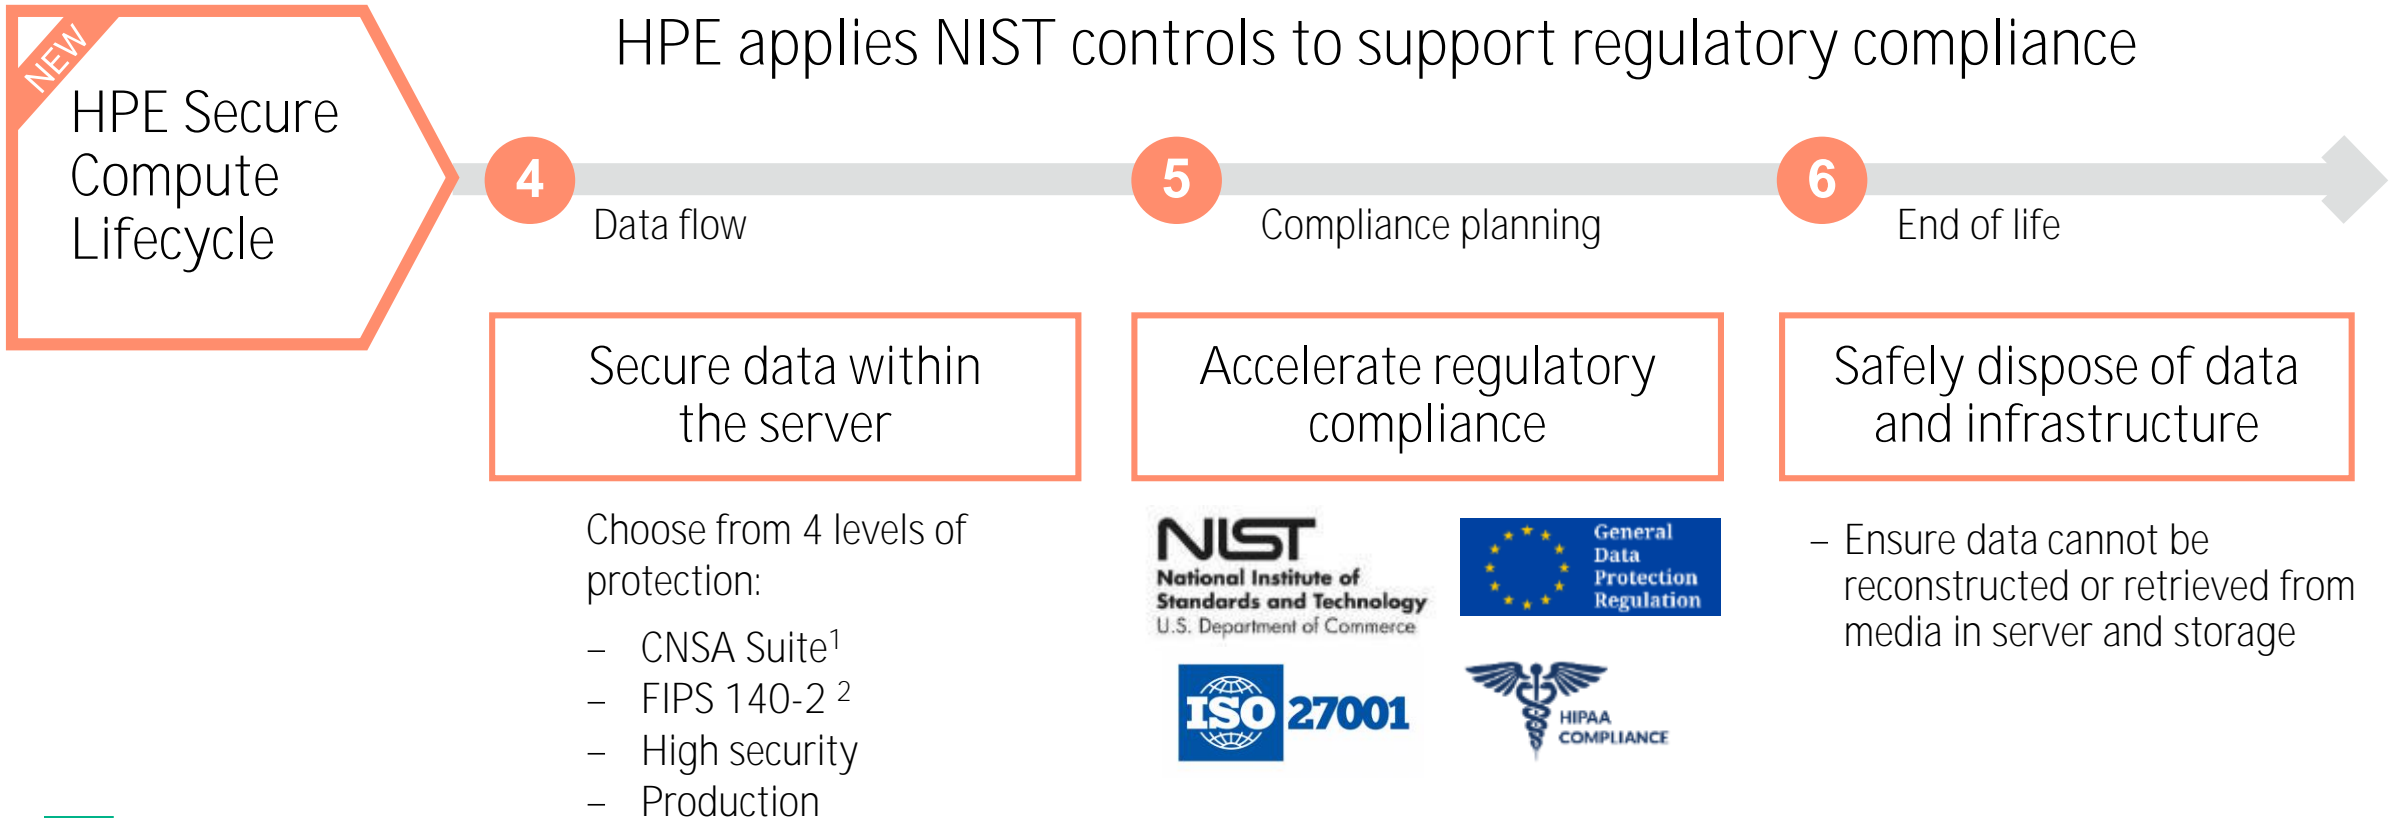 NEW
HPE Secure
Compute
Lifecycle
HPE applies NIST controls to support regulatory compliance
4
Data flow
5
Compliance planning
6
End of life
Secure data within
the server
Choose from 4 levels of
protection:
– CNSA Suite¹
– FIPS 140-2 ²
– High security
– Production
Accelerate regulatory
compliance
NIST
National Institute of
Standards and Technology
U.S. Department of Commerce
General
Data
Protection
Regulation
ISO 27001
HIPAA
COMPLIANCE
Safely dispose of data
and infrastructure
– Ensure data cannot be
reconstructed or retrieved from
media in server and storage